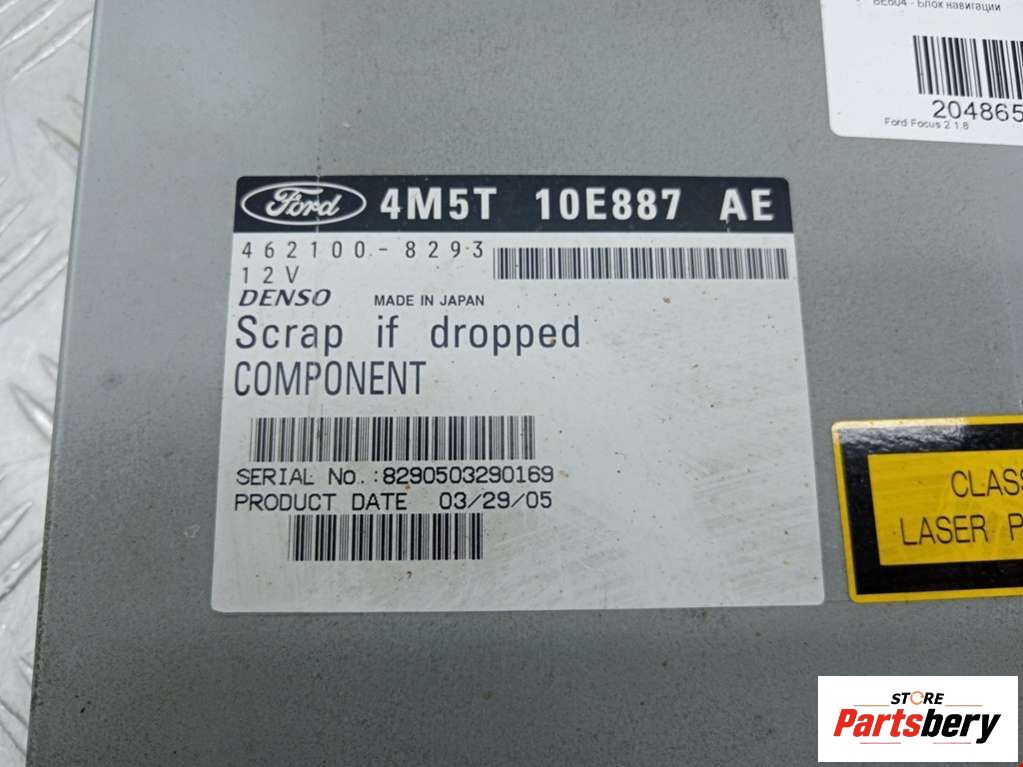 - Блок навигации
204865
Ford Focus 2 1.8
Ford 4M5T 10E887 AE
462100-8293
12V
DENSO MADE IN JAPAN
Scrap if dropped
COMPONENT
SERIAL No.:8290503290169
PRODUCT DATE 03/29/05
CLASS
LASER P
STORE
Partsbery